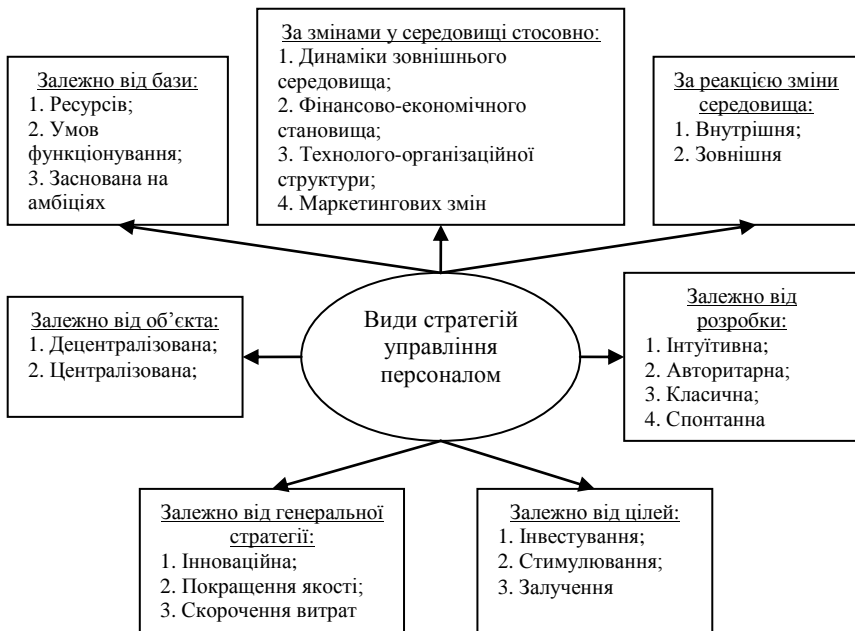 Залежно від бази:
1. Ресурсів;
2. Умов
функціонування;
3. Заснована на
амбіціях
За змінами у середовищі стосовно:
1. Динаміки зовнішнього
середовища;
2. Фінансово-економічного
становища;
3. Технолого-організаційної
структури;
4. Маркетингових змін
За реакцією зміни
середовища:
1. Внутрішня;
2. Зовнішня
Залежно від об’єкта:
1. Децентралізована;
2. Централізована;
Види стратегій
управління
персоналом
Залежно від
розробки:
1. Інтуїтивна;
2. Авторитарна;
3. Класична;
4. Спонтанна
Залежно від генеральної
стратегії:
1. Інноваційна;
2. Покращення якості;
3. Скорочення витрат
Залежно від цілей:
1. Інвестування;
2. Стимулювання;
3. Залучення